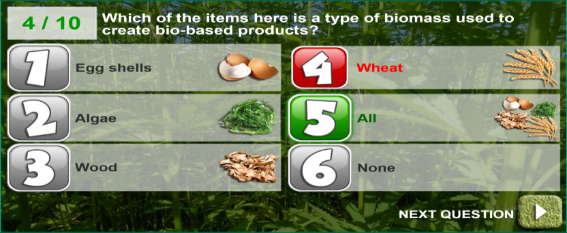 4 / 10
Which of the items here is a type of biomass used to
create bio-based products?
1 Egg shells
4 Wheat
2 Algae
5 All
3 Wood
6 None
NEXT QUESTION